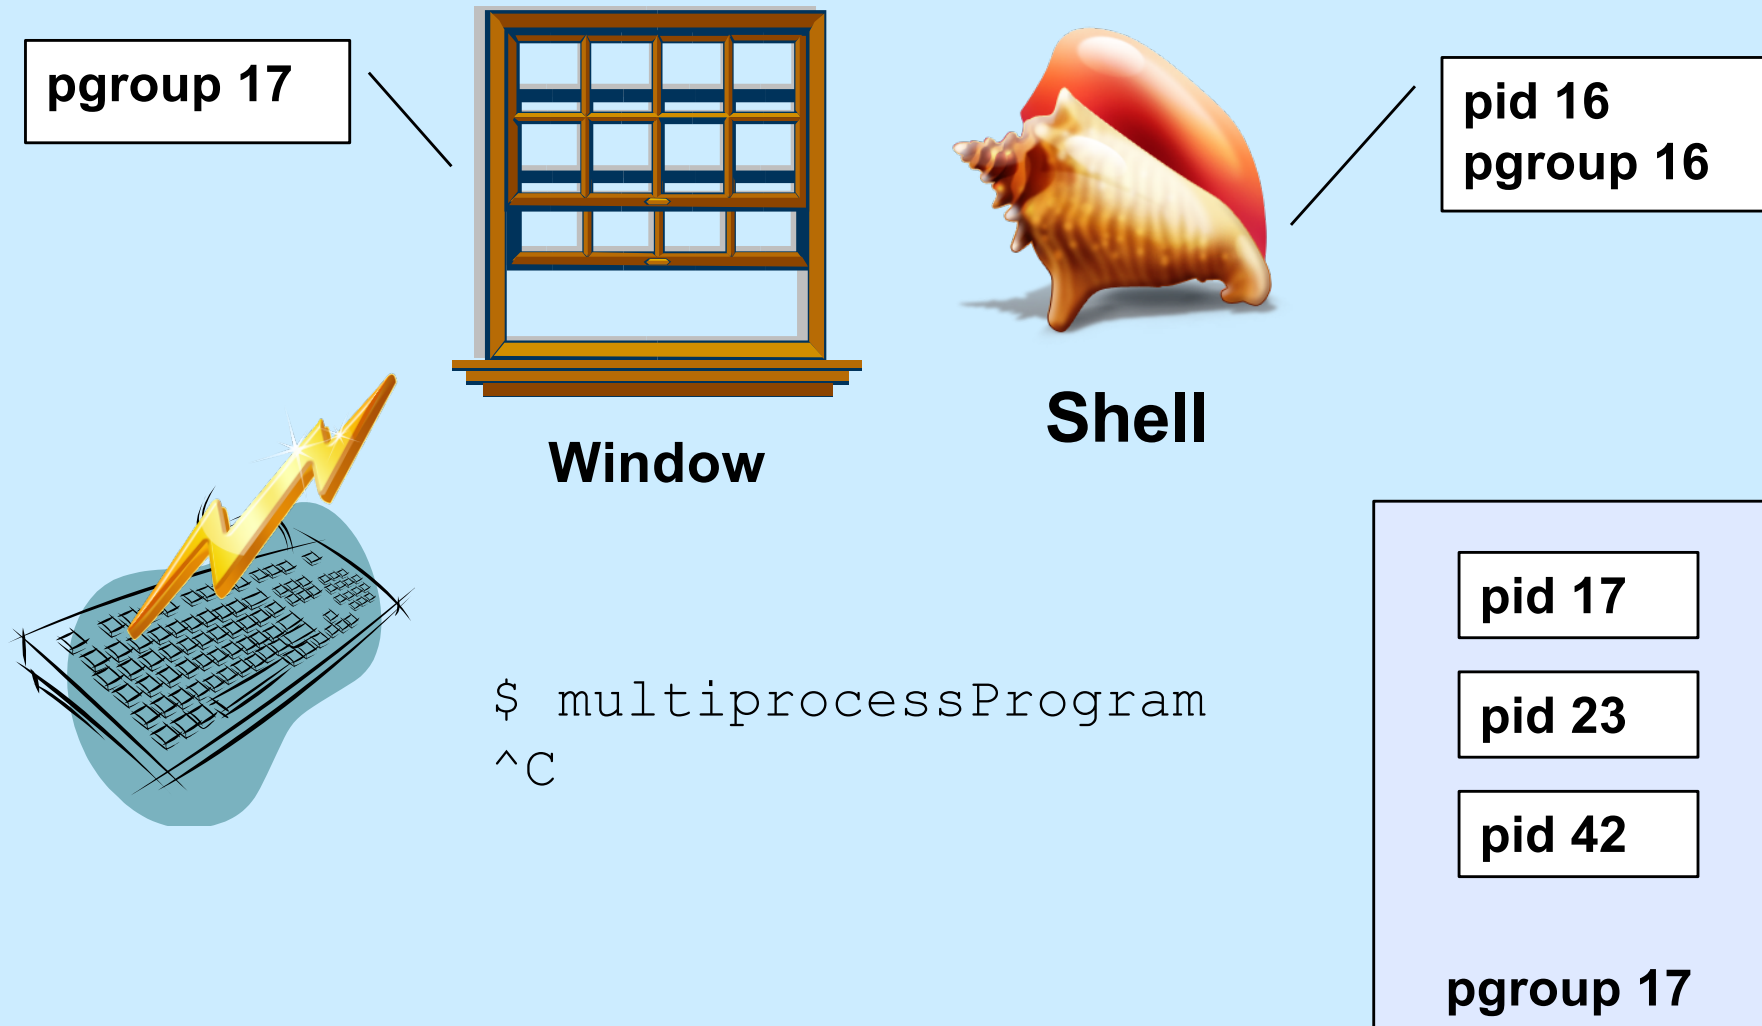 pgroup 17
pid 16
pgroup 16
Window
Shell
$ multiprocessProgram
^C
pid 17
pid 23
pid 42
pgroup 17